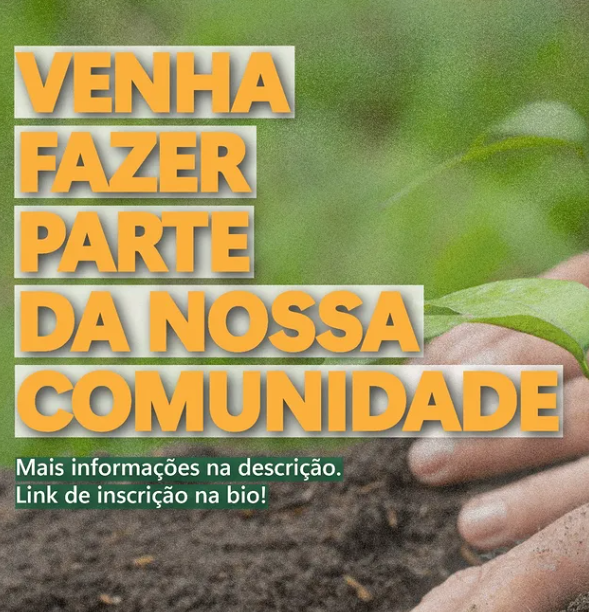 VENHA
FAZER
PARTE
DA NOSSA
COMUNIDADE
Mais informações na descrição.
Link de inscrição na bio!